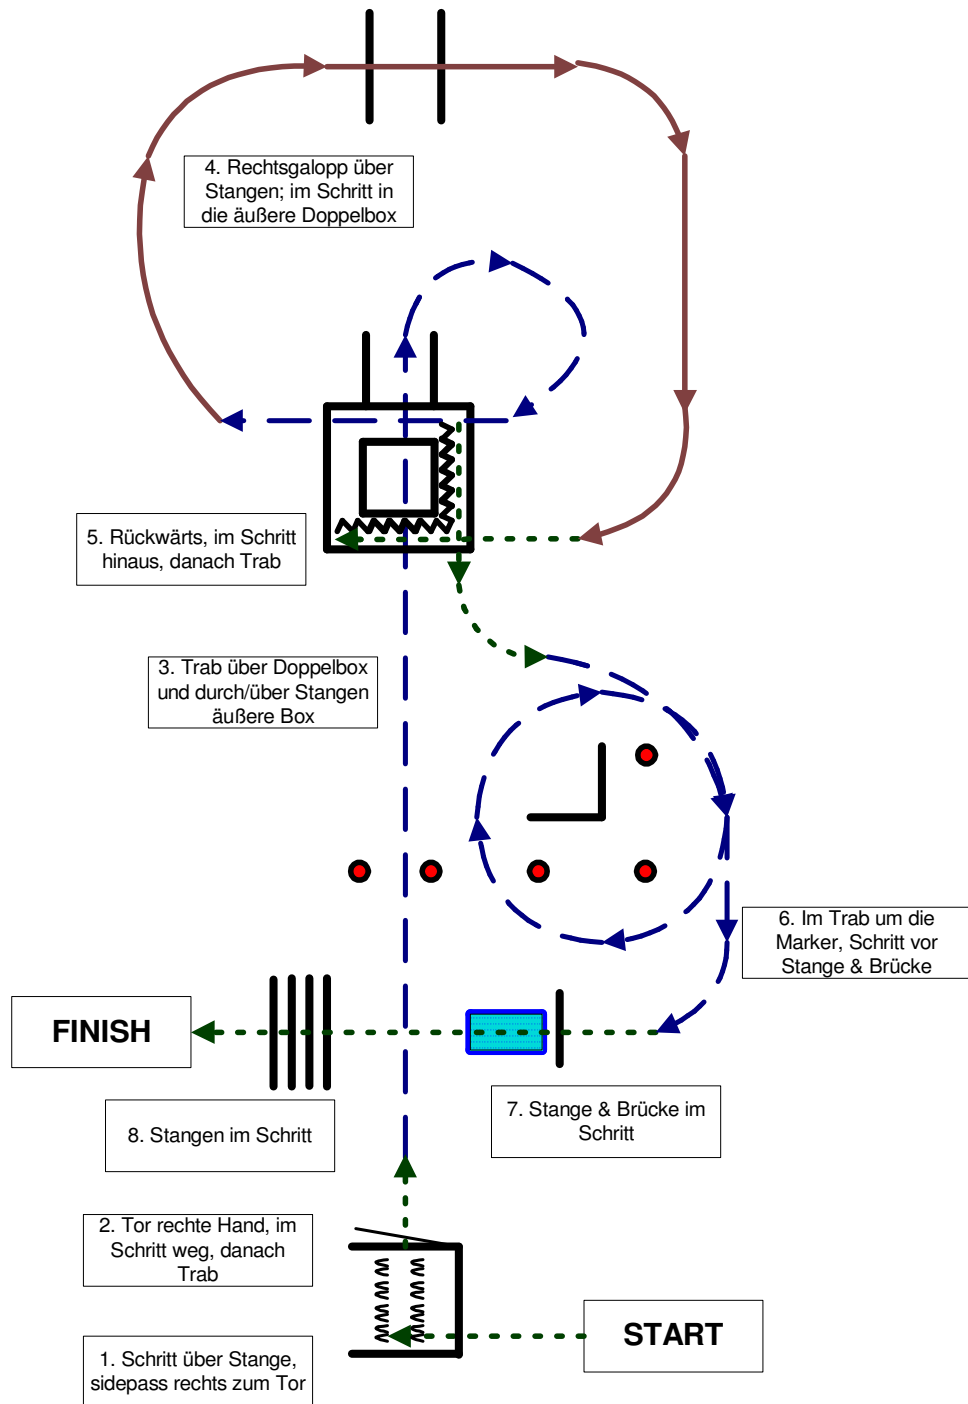 4. Rechtsgalopp über
Stangen; im Schritt in
die äußere Doppelbox
5. Rückwärts, im Schritt
hinaus, danach Trab
3. Trab über Doppelbox
und durch/über Stangen
äußere Box
6. Im Trab um die
Marker, Schritt vor
Stange & Brücke
FINISH
7. Stange & Brücke im
Schritt
8. Stangen im Schritt
2. Tor rechte Hand, im
Schritt weg, danach
Trab
START
1. Schritt über Stange,
sidepass rechts zum Tor